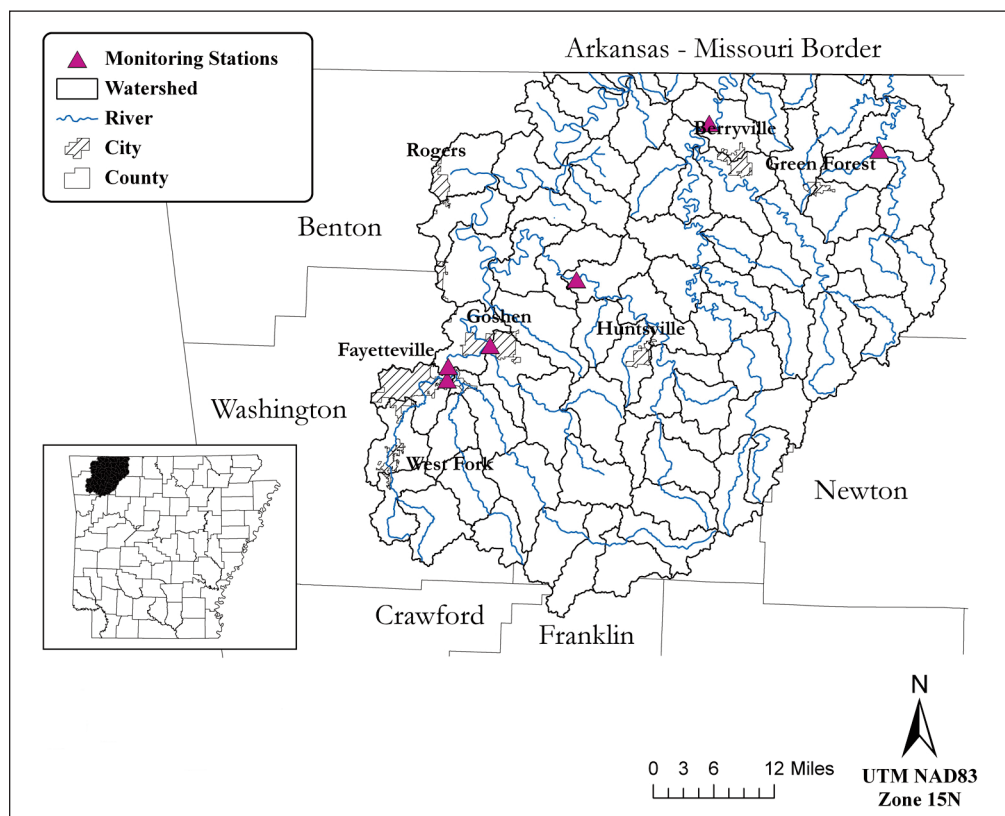 Arkansas - Missouri Border
Monitoring Stations
Watershed
River
City
County
Berryville
Rogers
Green Forest
Benton
Goshen
Huntsville
Fayetteville
Washington
West Fork
Newton
Crawford
Franklin
N
0 3 6 12 Miles
UTM NAD83
Zone 15N